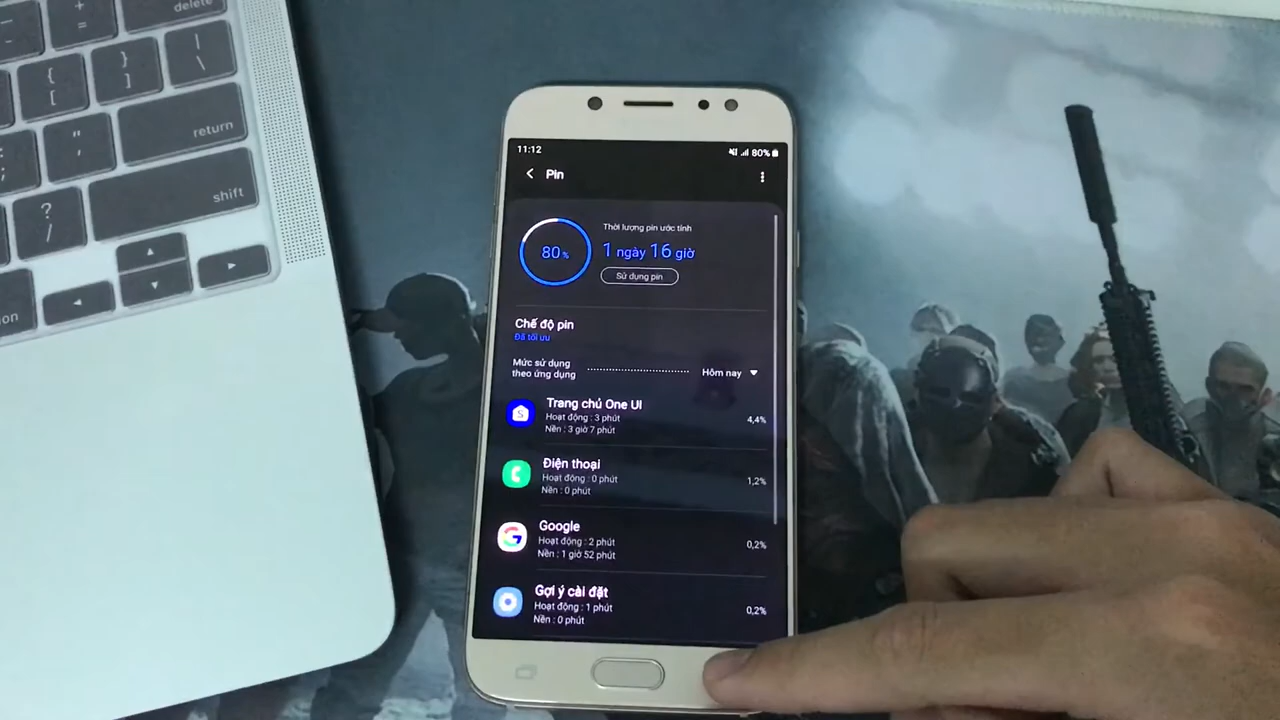 delete
+
=
-
{
[
}
]
|
\
return
"
'
;
shift
?
/
on
11:12
80%
Pin
80%
Thời lượng pin ước tính
1 ngày 16 giờ
Sử dụng pin
Chế độ pin
Đã tối ưu
Mức sử dụng
theo ứng dụng
Hôm nay
Trang chủ One UI
Hoạt động : 3 phút
Nền : 3 giờ 7 phút
4,4%
Điện thoại
Hoạt động : 0 phút
Nền : 0 phút
1,2%
Google
Hoạt động : 2 phút
Nền : 1 giờ 52 phút
0,2%
Gợi ý cài đặt
Hoạt động : 1 phút
Nền : 0 phút
0,2%